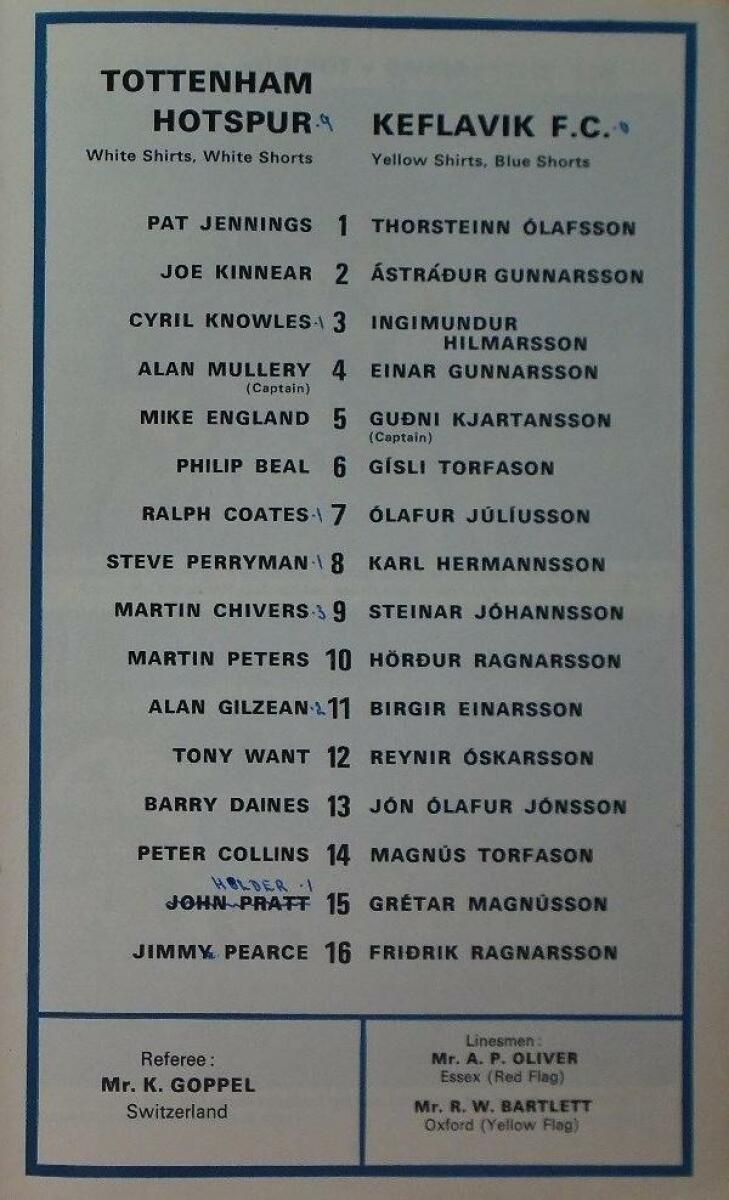 TOTTENHAM
HOTSPUR .9
KEFLAVIK F.C. .0
White Shirts, White Shorts
Yellow Shirts, Blue Shorts
PAT JENNINGS 1 THORSTEINN ÓLAFSSON
JOE KINNEAR 2 ÁSTRÁÐUR GUNNARSSON
CYRIL KNOWLES .1 3 INGIMUNDUR
HILMARSSON
ALAN MULLERY 4 EINAR GUNNARSSON
(Captain)
MIKE ENGLAND 5 GUÐNI KJARTANSSON
(Captain)
PHILIP BEAL 6 GÍSLI TORFASON
RALPH COATES .1 7 ÓLAFUR JÚLÍUSSON
STEVE PERRYMAN .1 8 KARL HERMANNSSON
MARTIN CHIVERS .3 9 STEINAR JÓHANNSSON
MARTIN PETERS 10 HÖRÐUR RAGNARSSON
ALAN GILZEAN .2 11 BIRGIR EINARSSON
TONY WANT 12 REYNIR ÓSKARSSON
BARRY DAINES 13 JÓN ÓLAFUR JÓNSSON
PETER COLLINS 14 MAGNÚS TORFASON
HOLDER .1
JOHN PRATT 15 GRÉTAR MAGNÚSSON
JIMMY PEARCE 16 FRIÐRIK RAGNARSSON
Referee :
Mr. K. GOPPEL
Switzerland
Linesmen :
Mr. A. P. OLIVER
Essex (Red Flag)
Mr. R. W. BARTLETT
Oxford (Yellow Flag)